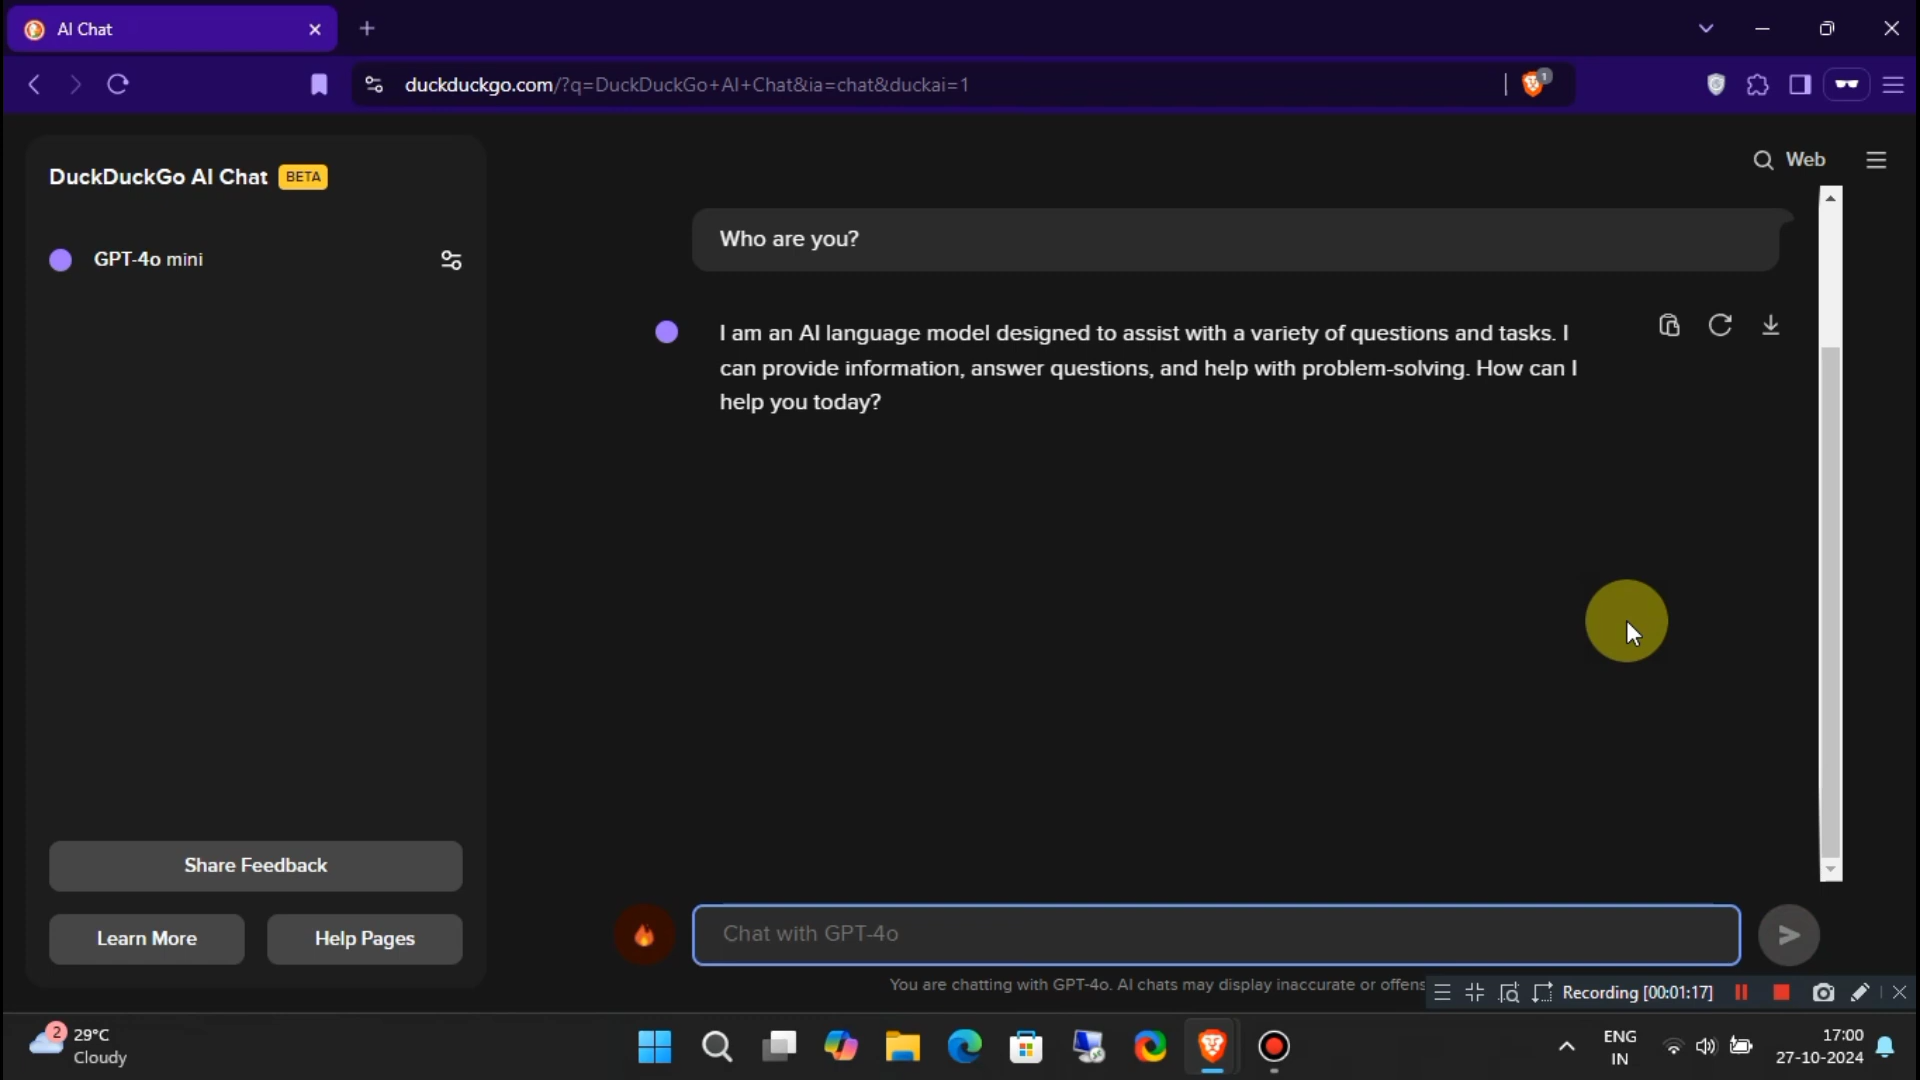 AI Chat
duckduckgo.com/?q=DuckDuckGo+AI+Chat&ia=chat&duckai=1
1
DuckDuckGo AI Chat BETA
Web
GPT-4o mini
Who are you?
I am an AI language model designed to assist with a variety of questions and tasks. I
can provide information, answer questions, and help with problem-solving. How can I
help you today?
Share Feedback
Learn More
Help Pages
Chat with GPT-4o
You are chatting with GPT-4o. AI chats may display inaccurate or offens
Recording [00:01:17]
2
29°C
Cloudy
ENG
IN
17:00
27-10-2024